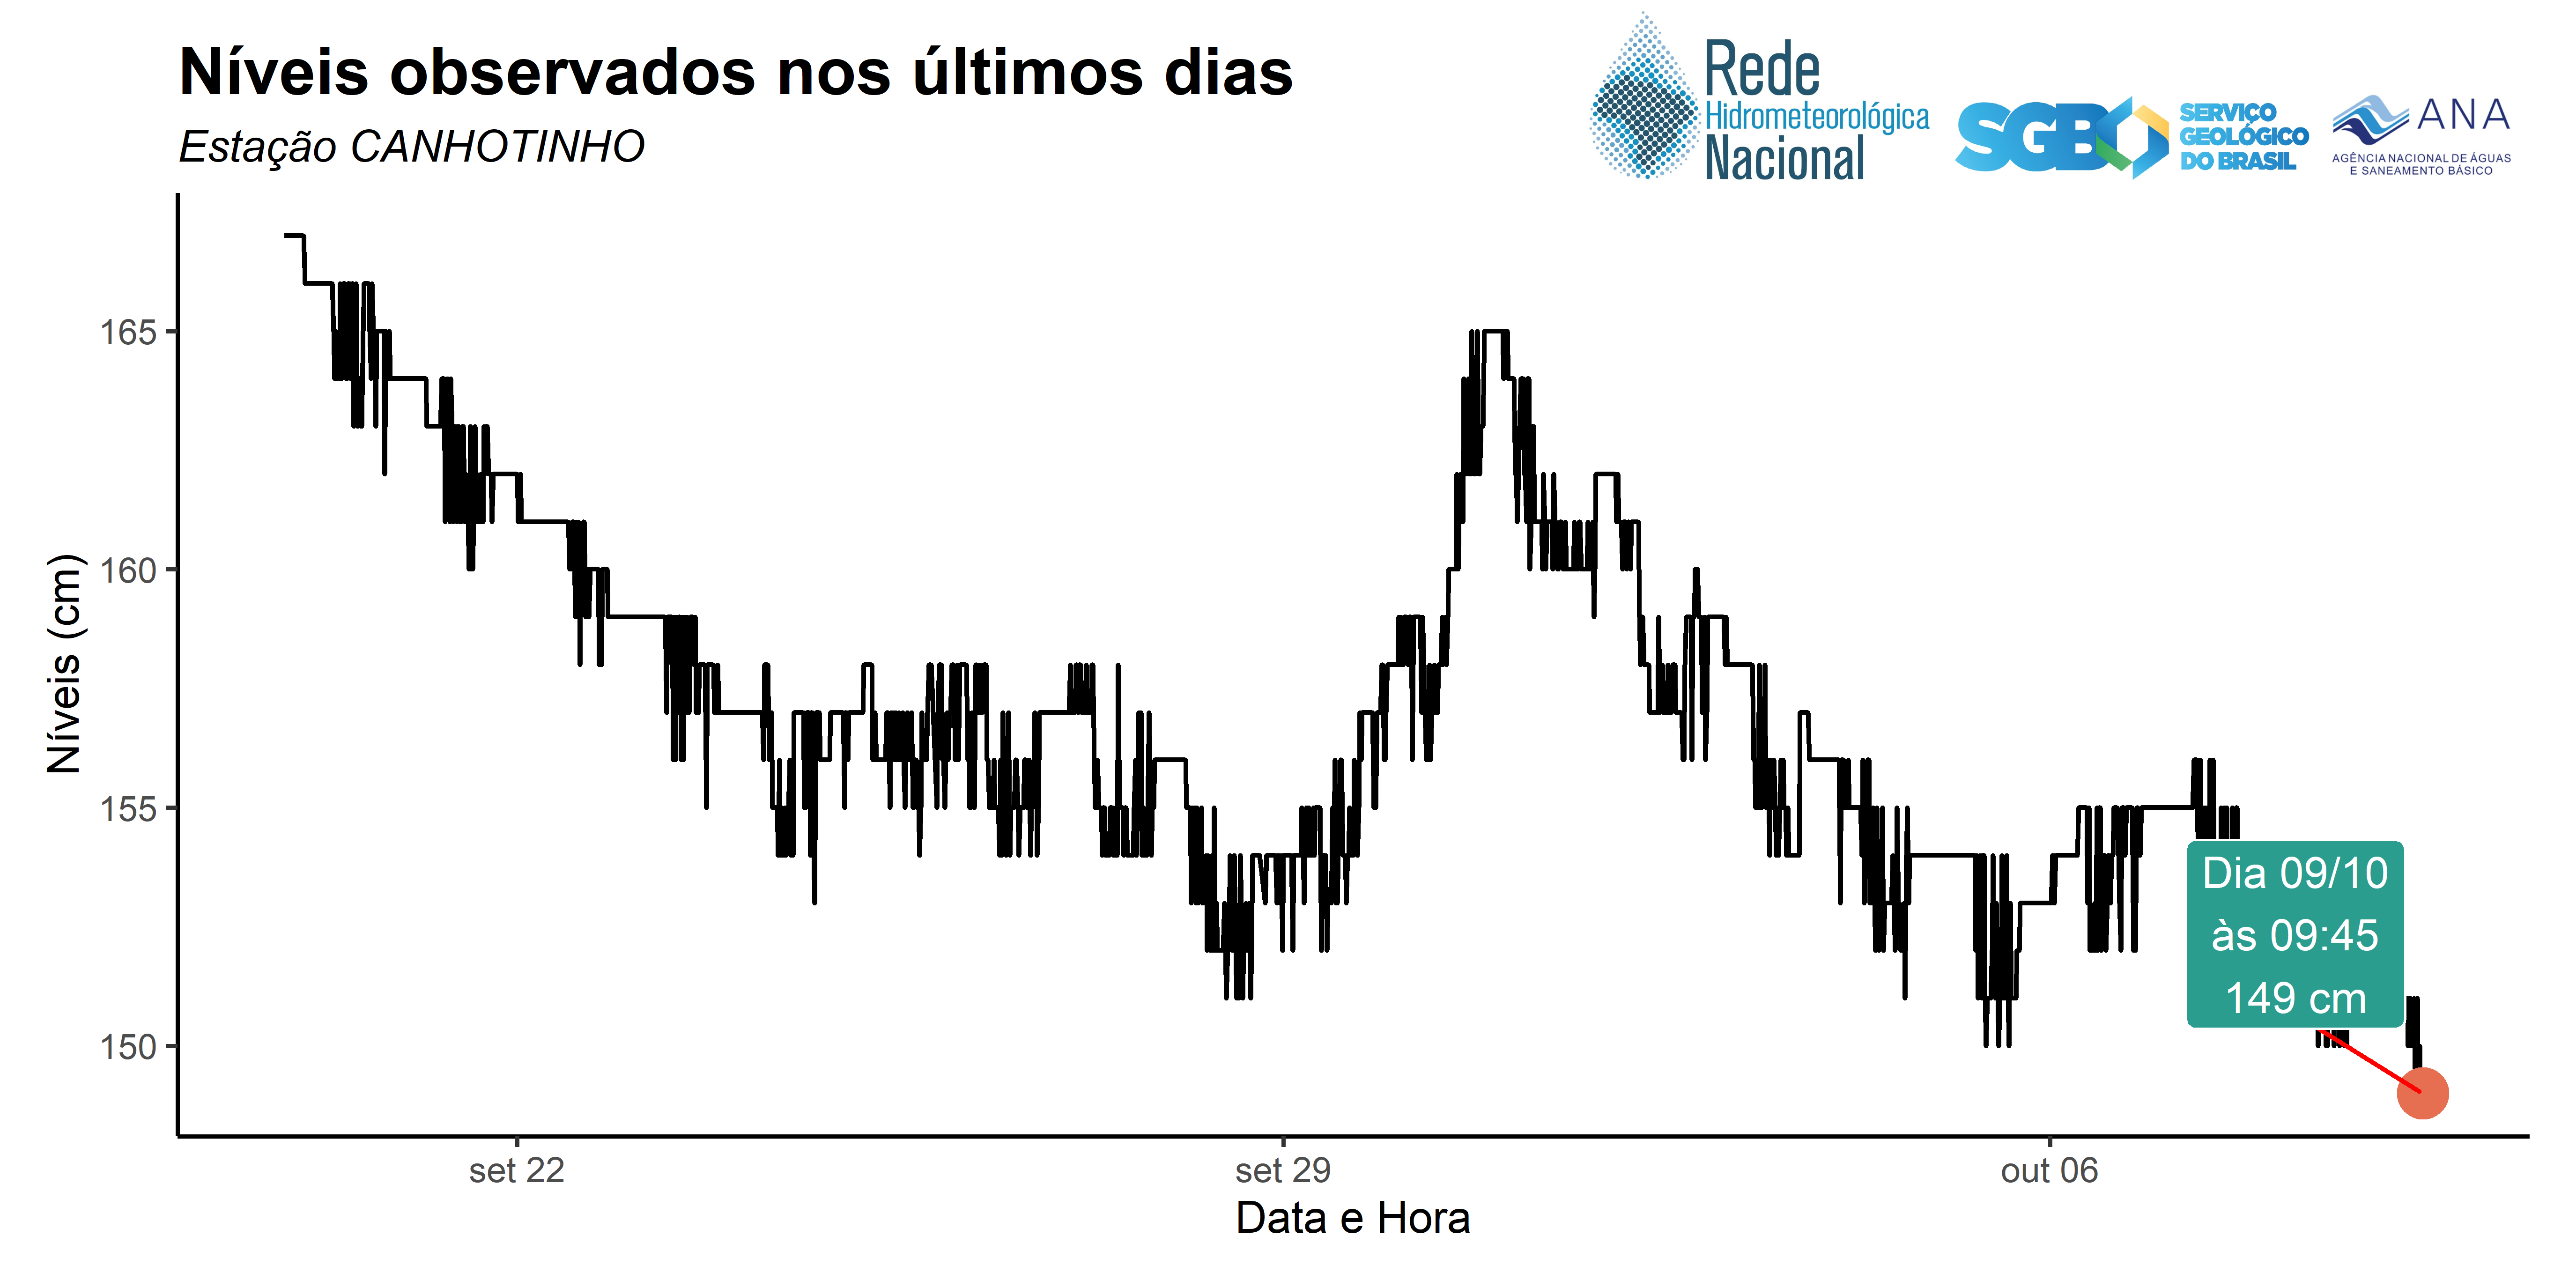 Níveis observados nos últimos dias
Estação CANHOTINHO
Rede
Hidrometeorológica
Nacional
SGB
SERVIÇO
GEOLÓGICO
DO BRASIL
ANA
AGÊNCIA NACIONAL DE ÁGUAS
E SANEAMENTO BÁSICO
Níveis (cm)
165
160
155
150
Dia 09/10
às 09:45
149 cm
set 22
set 29
out 06
Data e Hora